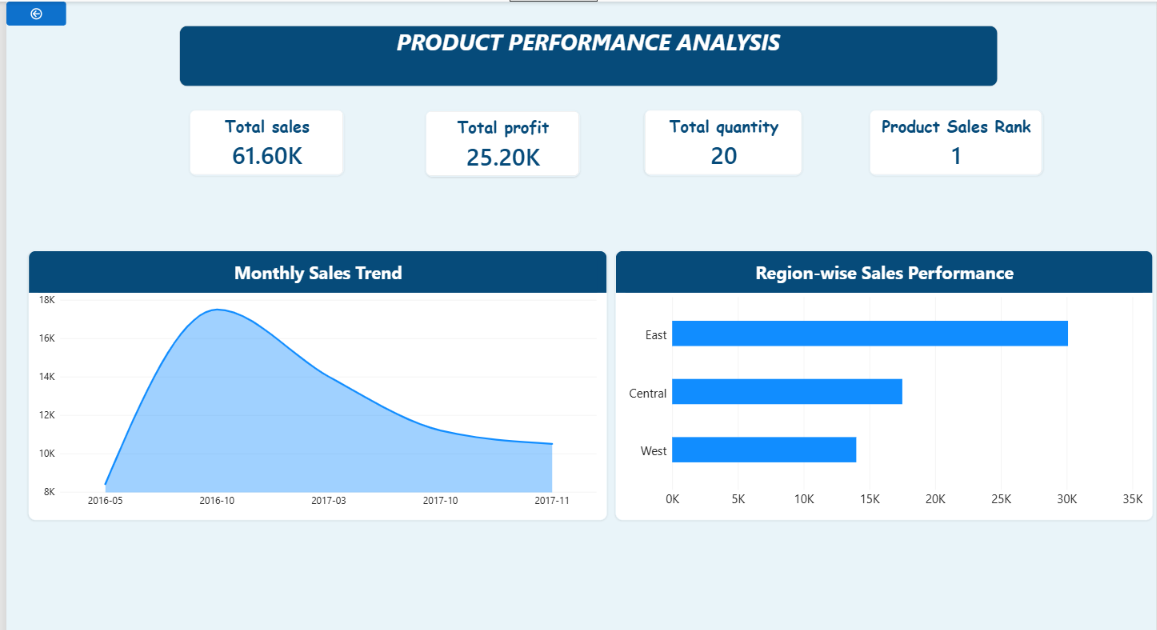 PRODUCT PERFORMANCE ANALYSIS
Total sales
61.60K
Total profit
25.20K
Total quantity
20
Product Sales Rank
1
Monthly Sales Trend
18K
16K
14K
12K
10K
8K
2016-05 2016-10 2017-03 2017-10 2017-11
Region-wise Sales Performance
East
Central
West
0K 5K 10K 15K 20K 25K 30K 35K